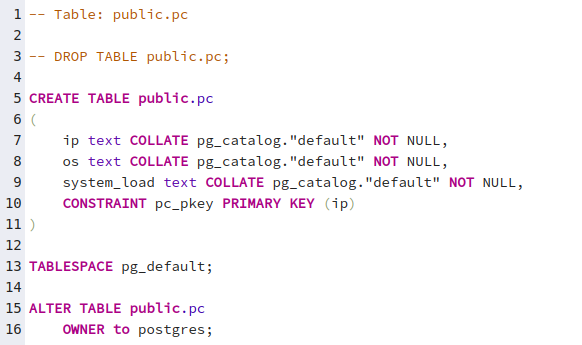 1 -- Table: public.pc
2
3 -- DROP TABLE public.pc;
4
5 CREATE TABLE public.pc
6 (
7     ip text COLLATE pg_catalog."default" NOT NULL,
8     os text COLLATE pg_catalog."default" NOT NULL,
9     system_load text COLLATE pg_catalog."default" NOT NULL,
10     CONSTRAINT pc_pkey PRIMARY KEY (ip)
11 )
12
13 TABLESPACE pg_default;
14
15 ALTER TABLE public.pc
16     OWNER to postgres;